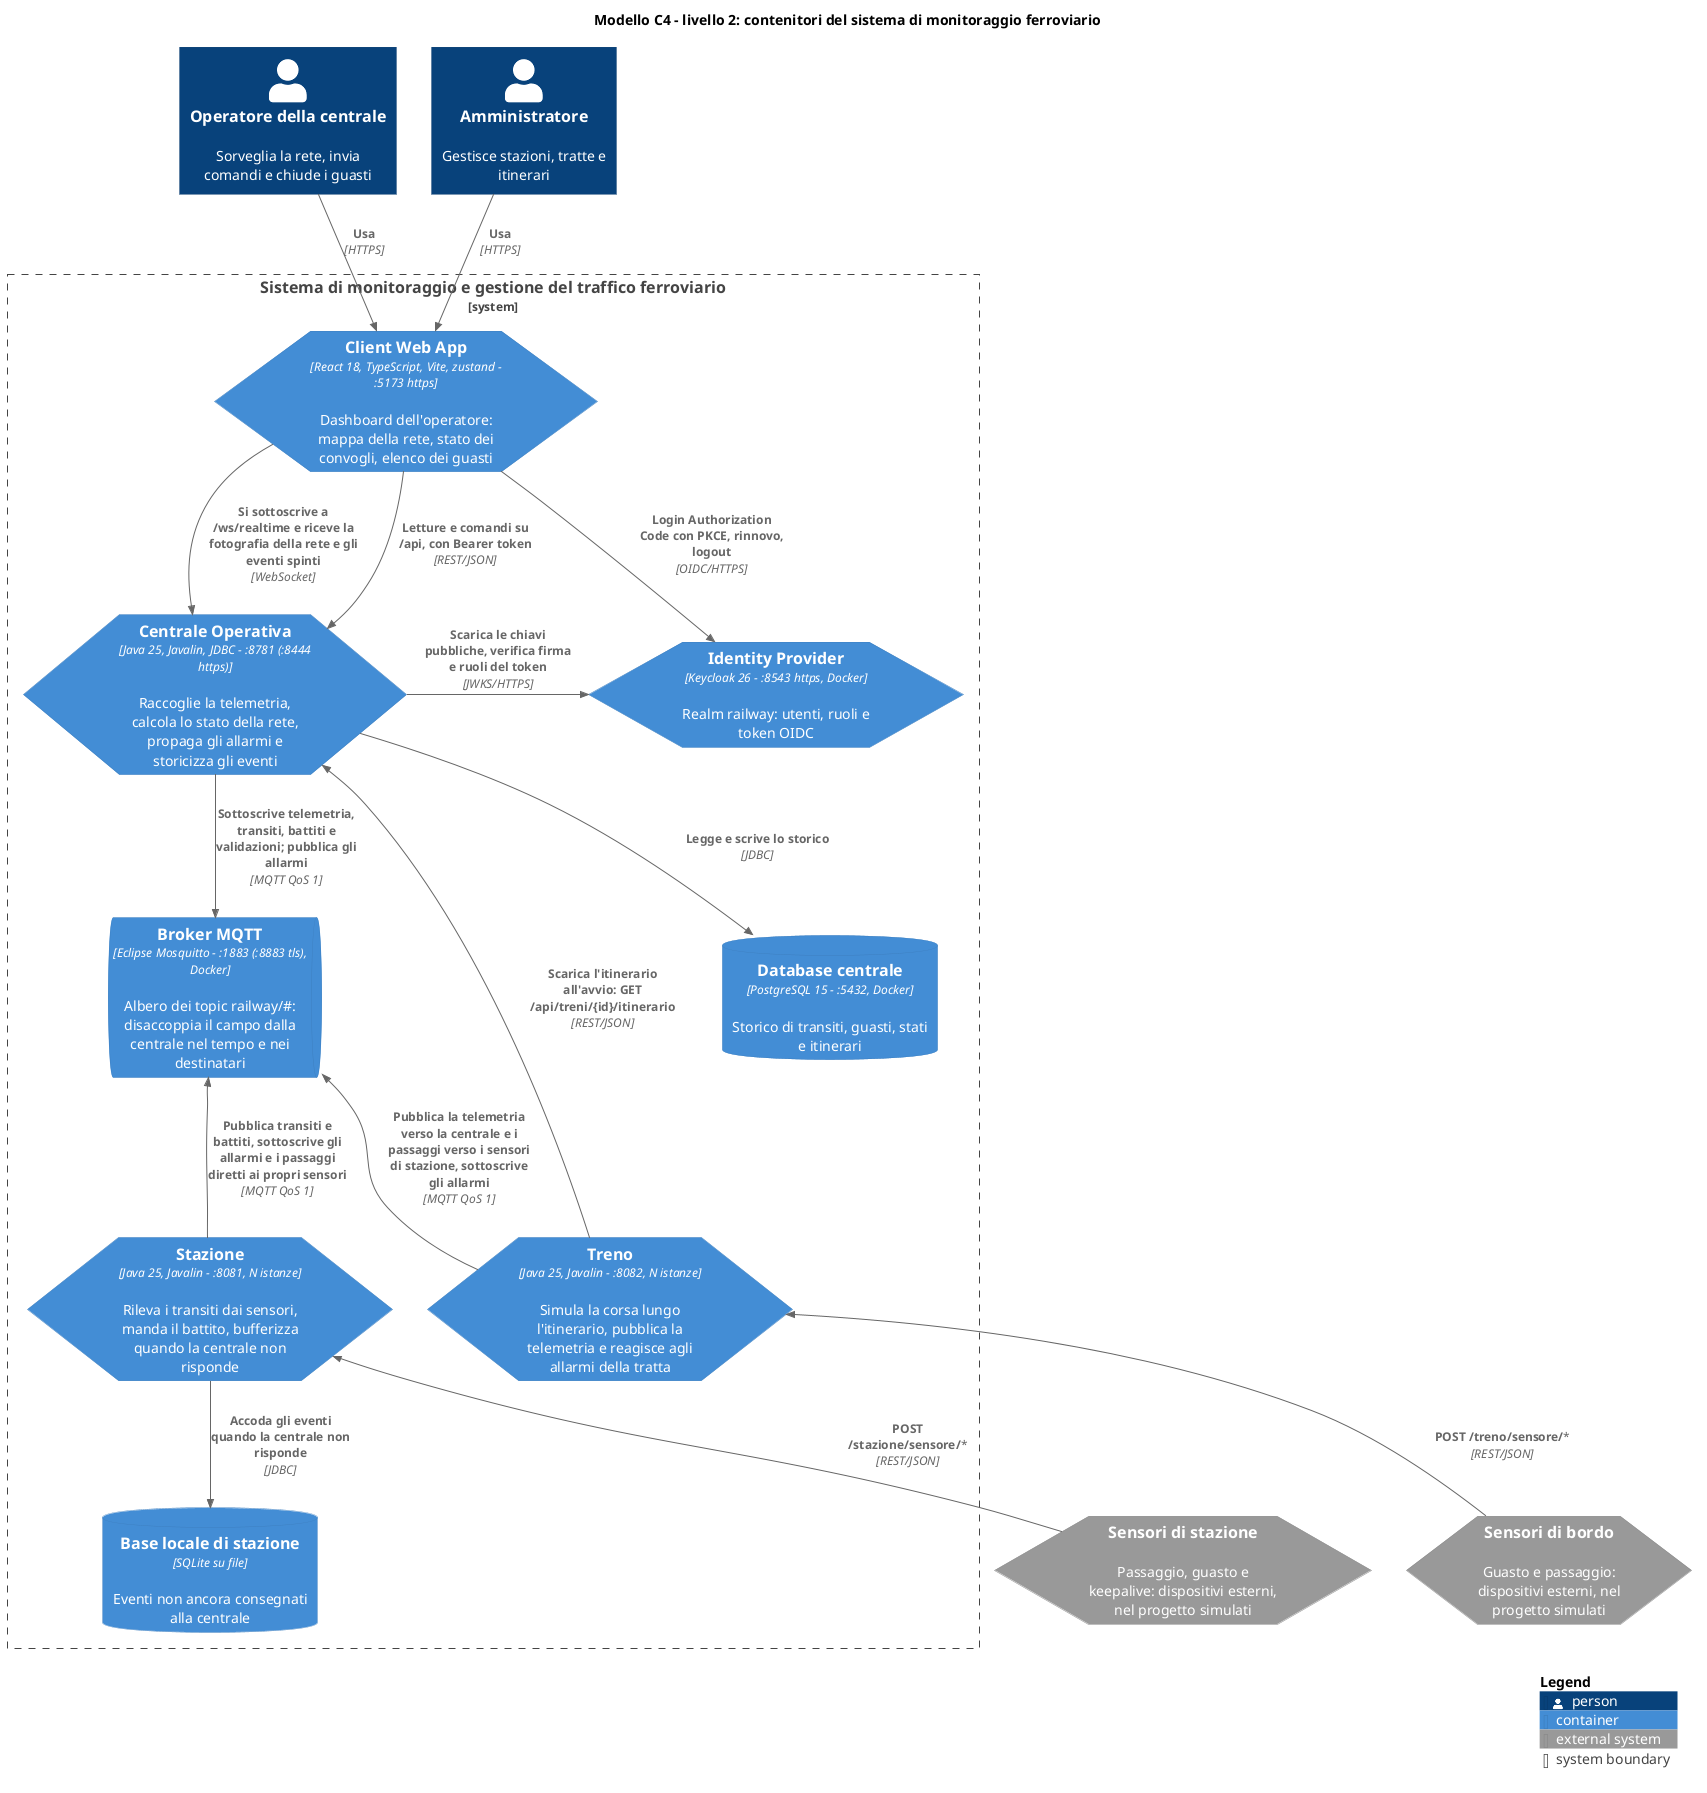 Modello C4 - livello 2: contenitori del sistema di monitoraggio ferroviario
Operatore della centrale
Sorveglia la rete, invia
comandi e chiude i guasti
Amministratore
Gestisce stazioni, tratte e
itinerari
Usa
[HTTPS]
Usa
[HTTPS]
Sistema di monitoraggio e gestione del traffico ferroviario
[system]
Client Web App
[React 18, TypeScript, Vite, zustand -
:5173 https]
Dashboard dell'operatore:
mappa della rete, stato dei
convogli, elenco dei guasti
Si sottoscrive a
/ws/realtime e riceve la
fotografia della rete e gli
eventi spinti
[WebSocket]
Letture e comandi su
/api, con Bearer token
[REST/JSON]
Login Authorization
Code con PKCE, rinnovo,
logout
[OIDC/HTTPS]
Centrale Operativa
[Java 25, Javalin, JDBC - :8781 (:8444
https)]
Raccoglie la telemetria,
calcola lo stato della rete,
propaga gli allarmi e
storicizza gli eventi
Scarica le chiavi
pubbliche, verifica firma
e ruoli del token
[JWKS/HTTPS]
Identity Provider
[Keycloak 26 - :8543 https, Docker]
Realm railway: utenti, ruoli e
token OIDC
Sottoscrive telemetria,
transiti, battiti e
validazioni; pubblica gli
allarmi
[MQTT QoS 1]
Legge e scrive lo storico
[JDBC]
Broker MQTT
[Eclipse Mosquitto - :1883 (:8883 tls),
Docker]
Albero dei topic railway/#:
disaccoppia il campo dalla
centrale nel tempo e nei
destinatari
Scarica l'itinerario
all'avvio: GET
/api/treni/{id}/itinerario
[REST/JSON]
Database centrale
[PostgreSQL 15 - :5432, Docker]
Storico di transiti, guasti, stati
e itinerari
Pubblica transiti e
battiti, sottoscrive gli
allarmi e i passaggi
diretti ai propri sensori
[MQTT QoS 1]
Pubblica la telemetria
verso la centrale e i
passaggi verso i sensori
di stazione, sottoscrive
gli allarmi
[MQTT QoS 1]
Stazione
[Java 25, Javalin - :8081, N istanze]
Rileva i transiti dai sensori,
manda il battito, bufferizza
quando la centrale non
risponde
Treno
[Java 25, Javalin - :8082, N istanze]
Simula la corsa lungo
l'itinerario, pubblica la
telemetria e reagisce agli
allarmi della tratta
Accoda gli eventi
quando la centrale non
risponde
[JDBC]
POST
/stazione/sensore/*
[REST/JSON]
POST /treno/sensore/*
[REST/JSON]
Base locale di stazione
[SQLite su file]
Eventi non ancora consegnati
alla centrale
Sensori di stazione
Passaggio, guasto e
keepalive: dispositivi esterni,
nel progetto simulati
Sensori di bordo
Guasto e passaggio:
dispositivi esterni, nel
progetto simulati
Legend
person
container
external system
system boundary